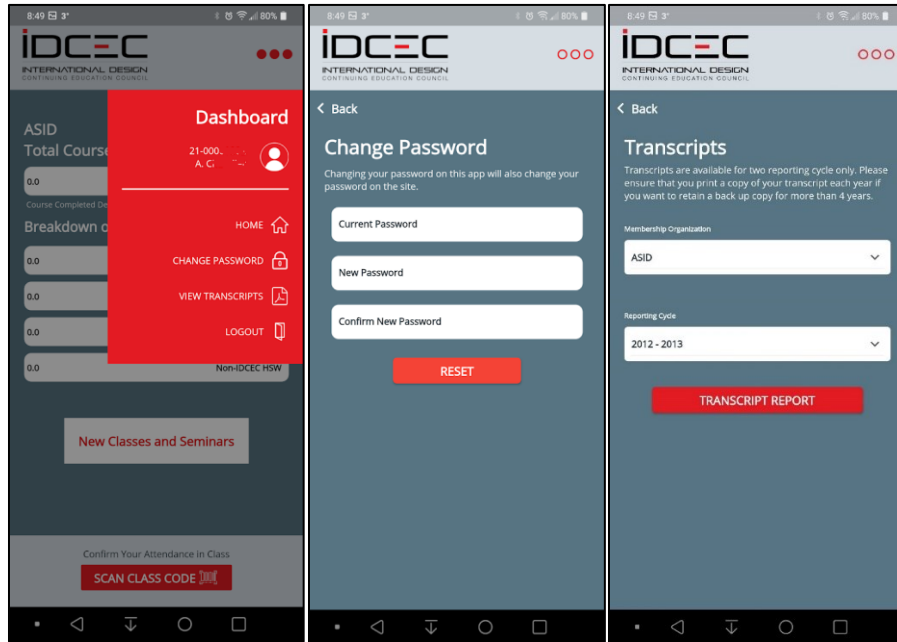 8:49 3° 80%
IDCEC
INTERNATIONAL DESIGN
CONTINUING EDUCATION COUNCIL
ASID
Total Course
0.0
Course Completed De
Breakdown o
0.0
0.0
0.0
0.0 Non-IDCEC HSW
Dashboard
21-000
A. C
HOME
CHANGE PASSWORD
VIEW TRANSCRIPTS
LOGOUT
New Classes and Seminars
Confirm Your Attendance in Class
SCAN CLASS CODE
8:49 3° 80%
IDCEC
INTERNATIONAL DESIGN
CONTINUING EDUCATION COUNCIL
< Back
Change Password
Changing your password on this app will also change your
password on the site.
Current Password
New Password
Confirm New Password
RESET
8:49 3° 80%
IDCEC
INTERNATIONAL DESIGN
CONTINUING EDUCATION COUNCIL
< Back
Transcripts
Transcripts are available for two reporting cycle only. Please
ensure that you print a copy of your transcript each year if
you want to retain a back up copy for more than 4 years.
Membership Organization
ASID
Reporting Cycle
2012 - 2013
TRANSCRIPT REPORT